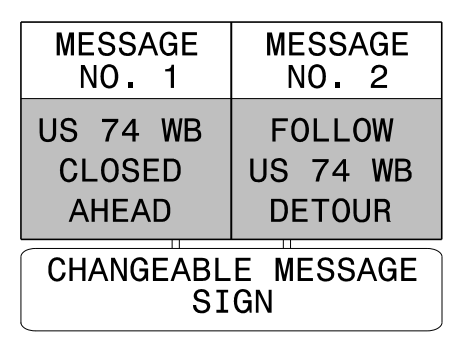 MESSAGE
NO. 1
MESSAGE
NO. 2
US 74 WB
CLOSED
AHEAD
FOLLOW
US 74 WB
DETOUR
CHANGEABLE MESSAGE
SIGN